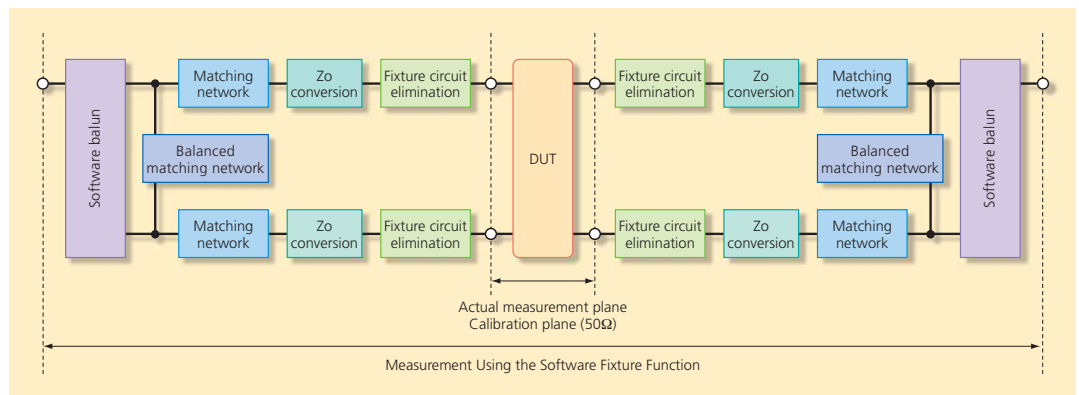 Software balun
Matching
network
Zo
conversion
Fixture circuit
elimination
DUT
Fixture circuit
elimination
Zo
conversion
Matching
network
Software balun
Balanced
matching network
Balanced
matching network
Matching
network
Zo
conversion
Fixture circuit
elimination
Fixture circuit
elimination
Zo
conversion
Matching
network
Actual measurement plane
Calibration plane (50Ω)
Measurement Using the Software Fixture Function